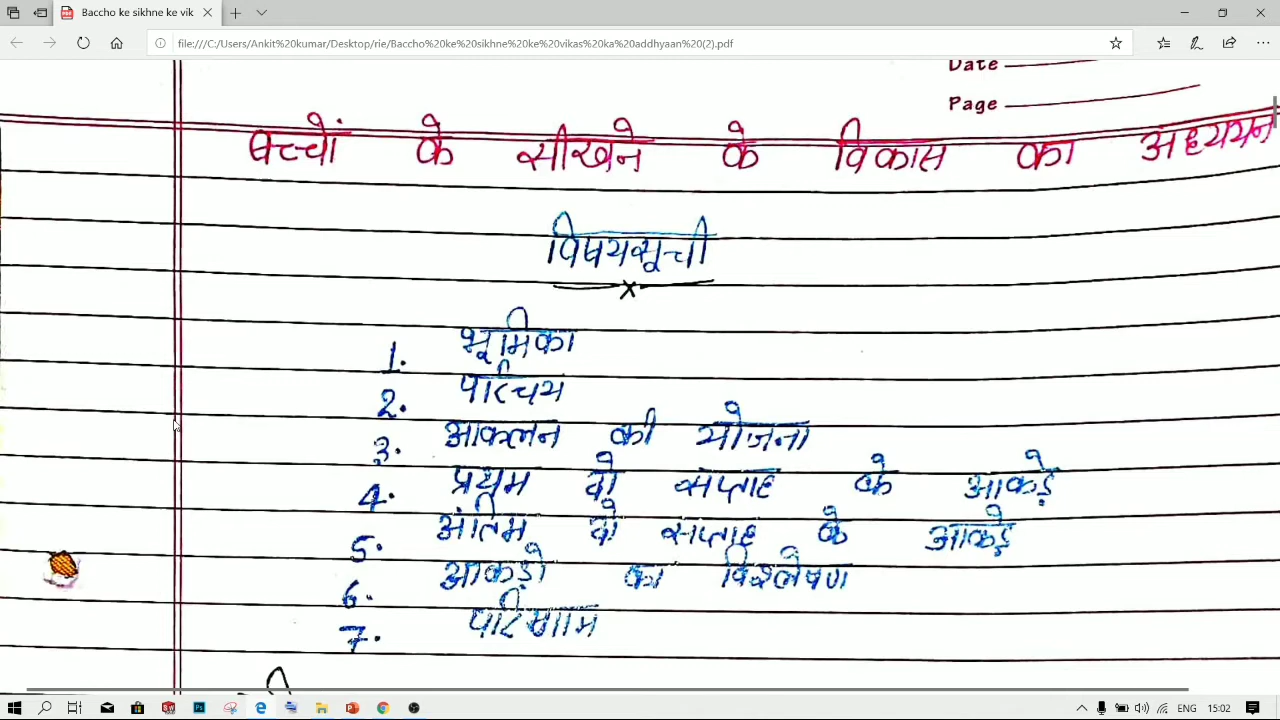 Baccho ke sikhne ke vik
file:///C:/Users/Ankit%20kumar/Desktop/rie/Baccho%20ke%20sikhne%20ke%20vikas%20ka%20addhyaan%20(2).pdf
Date
Page
बच्चों के सीखने के विकास का अध्ययन
विषयसूची
1. भूमिका
2. परिचय
3. आकलन की योजना
4. प्रथम दो सप्ताह के आकड़े
5. अंतिम दो सप्ताह के आकड़े
6. आकड़ो का विश्लेषण
7. परिणाम
ENG 15:02